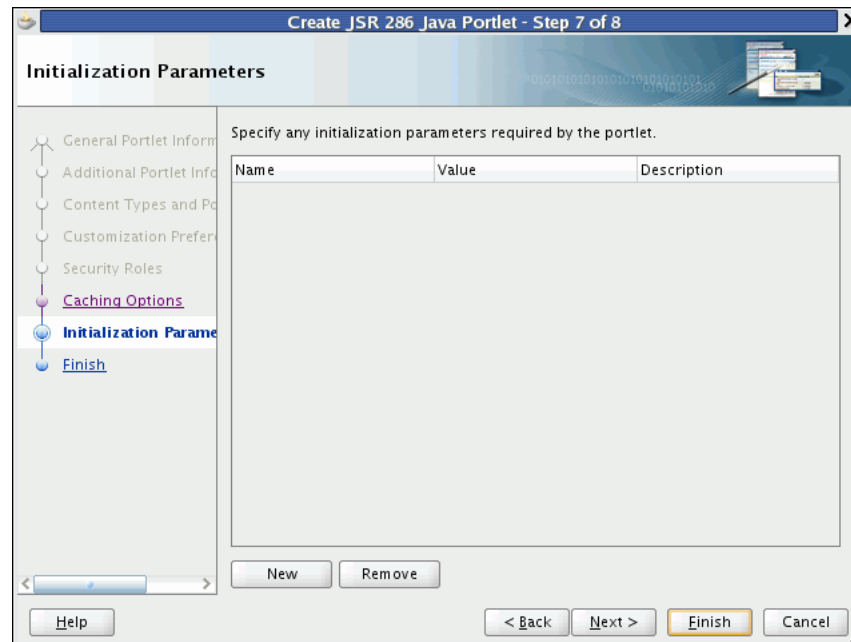 Create JSR 286 Java Portlet - Step 7 of 8
Initialization Parameters
General Portlet Inform
Additional Portlet Info
Content Types and Po
Customization Prefere
Security Roles
Caching Options
Initialization Parame
Finish
Specify any initialization parameters required by the portlet.
Name Value Description
New Remove
Help < Back Next > Finish Cancel